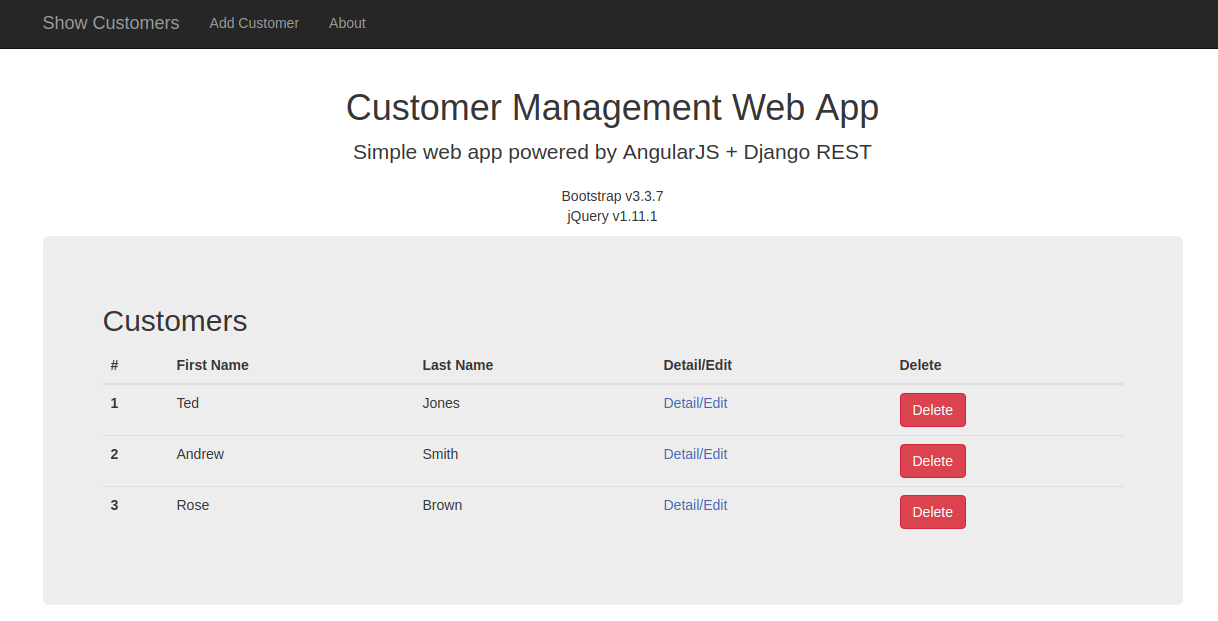 Show Customers Add Customer About
Customer Management Web App
Simple web app powered by AngularJS + Django REST
Bootstrap v3.3.7
jQuery v1.11.1
Customers
# First Name Last Name Detail/Edit Delete
1 Ted Jones Detail/Edit Delete
2 Andrew Smith Detail/Edit Delete
3 Rose Brown Detail/Edit Delete